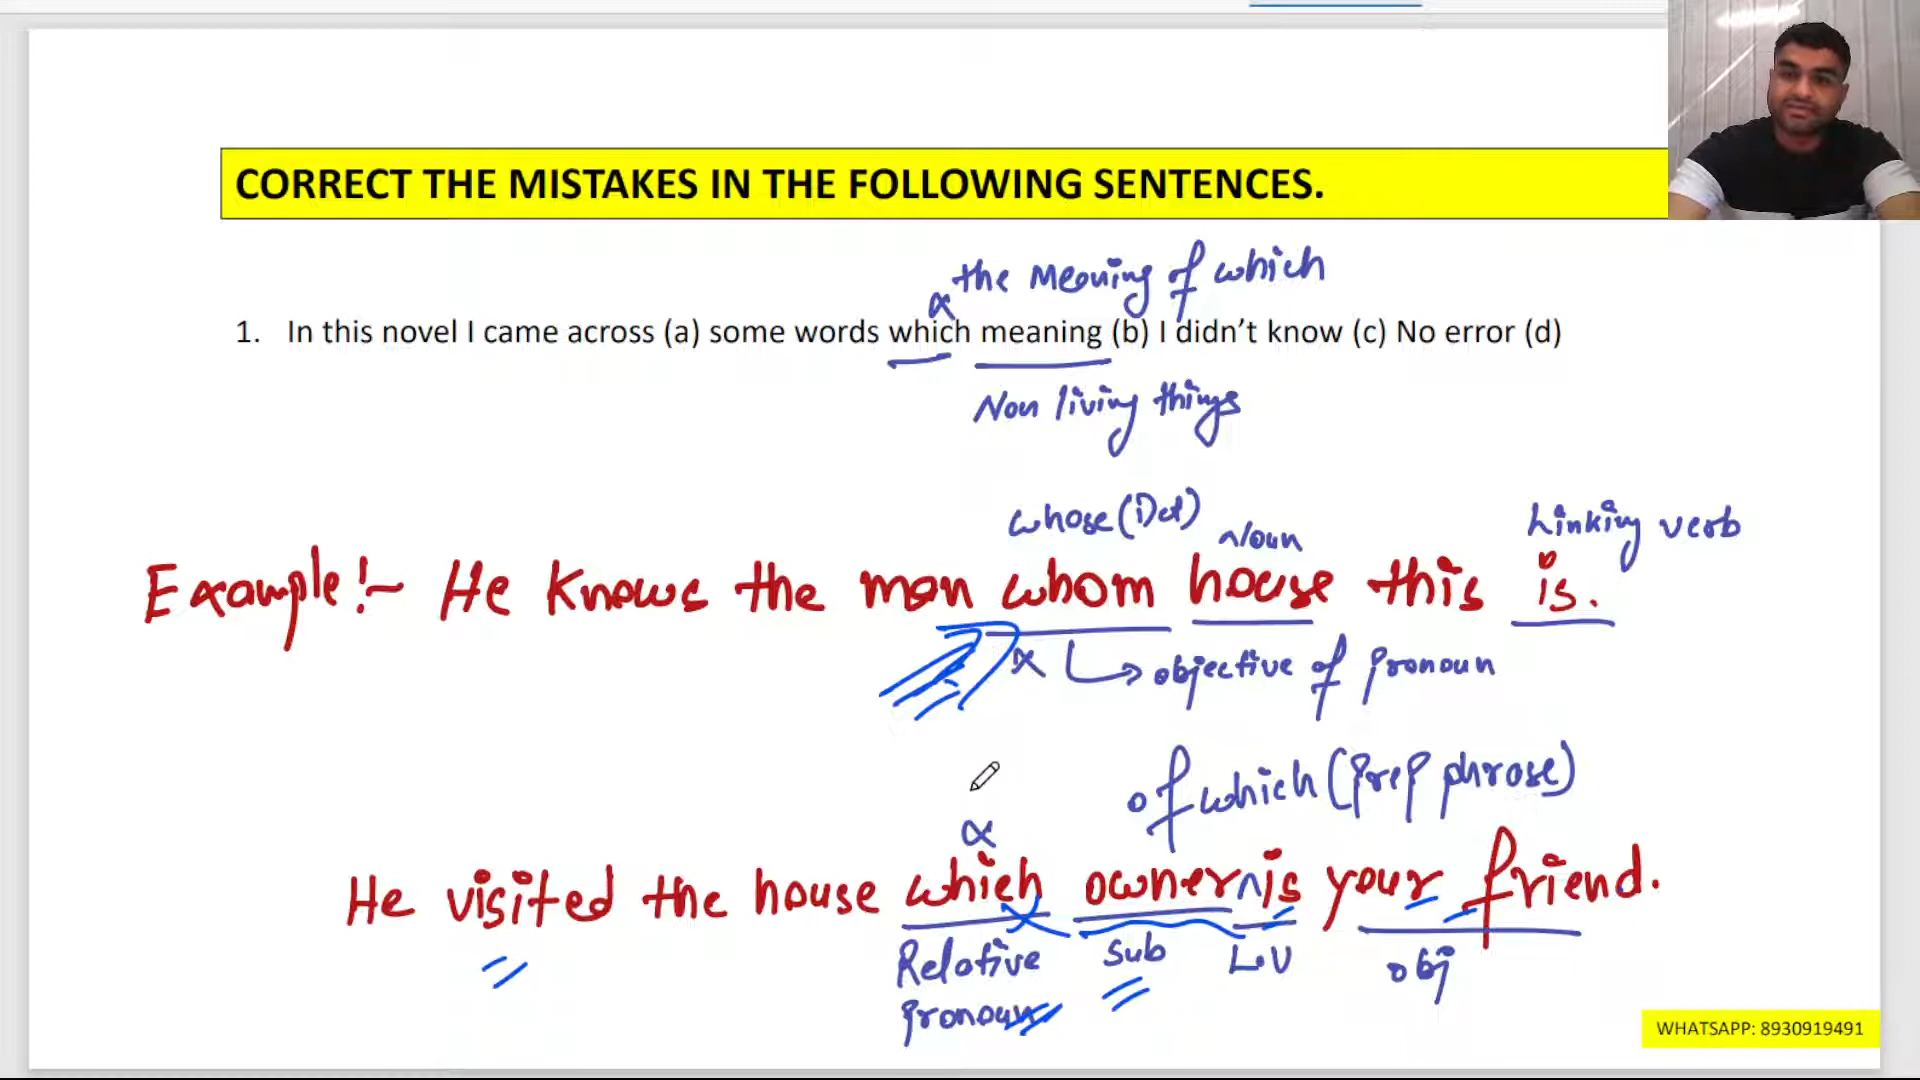 CORRECT THE MISTAKES IN THE FOLLOWING SENTENCES.
the Meaning of which
1. In this novel I came across (a) some words which meaning (b) I didn’t know (c) No error (d)
Non living things
whose (Det) noun Linking verb
Example:- He knows the man whom house this is.
objective of pronoun
of which (prep phrase)
He visited the house which owner is your friend.
Relative sub L.V obj
pronoun
WHATSAPP: 8930919491